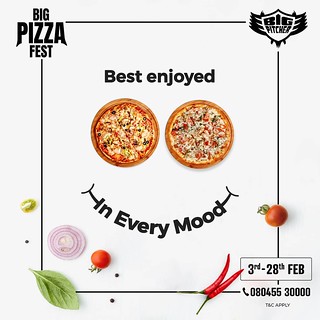 BIG
PIZZA
FEST
BIG
PITCHER
Best enjoyed
In Every Mood
3rd-28th FEB
080455 30000
T&C APPLY